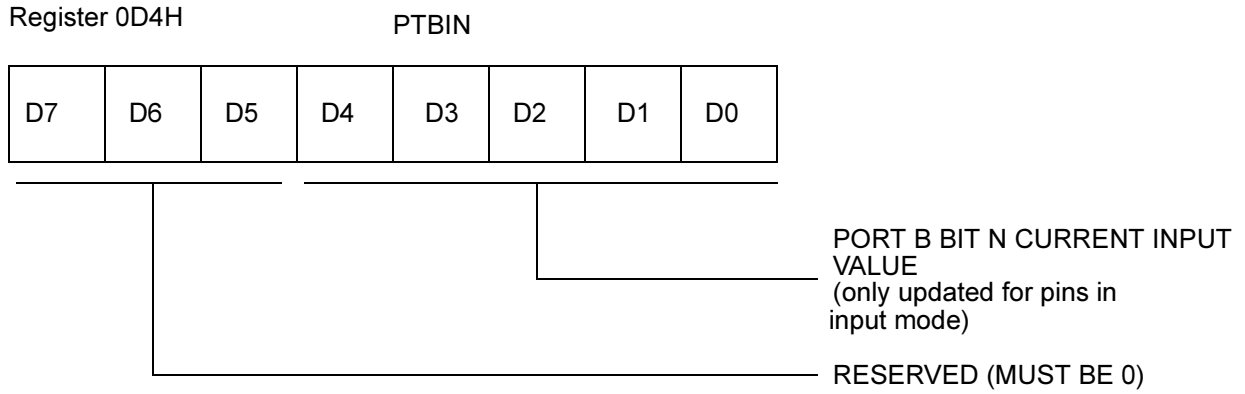 Register 0D4H
PTBIN
D7 D6 D5 D4 D3 D2 D1 D0
PORT B BIT N CURRENT INPUT
VALUE
(only updated for pins in
input mode)
RESERVED (MUST BE 0)